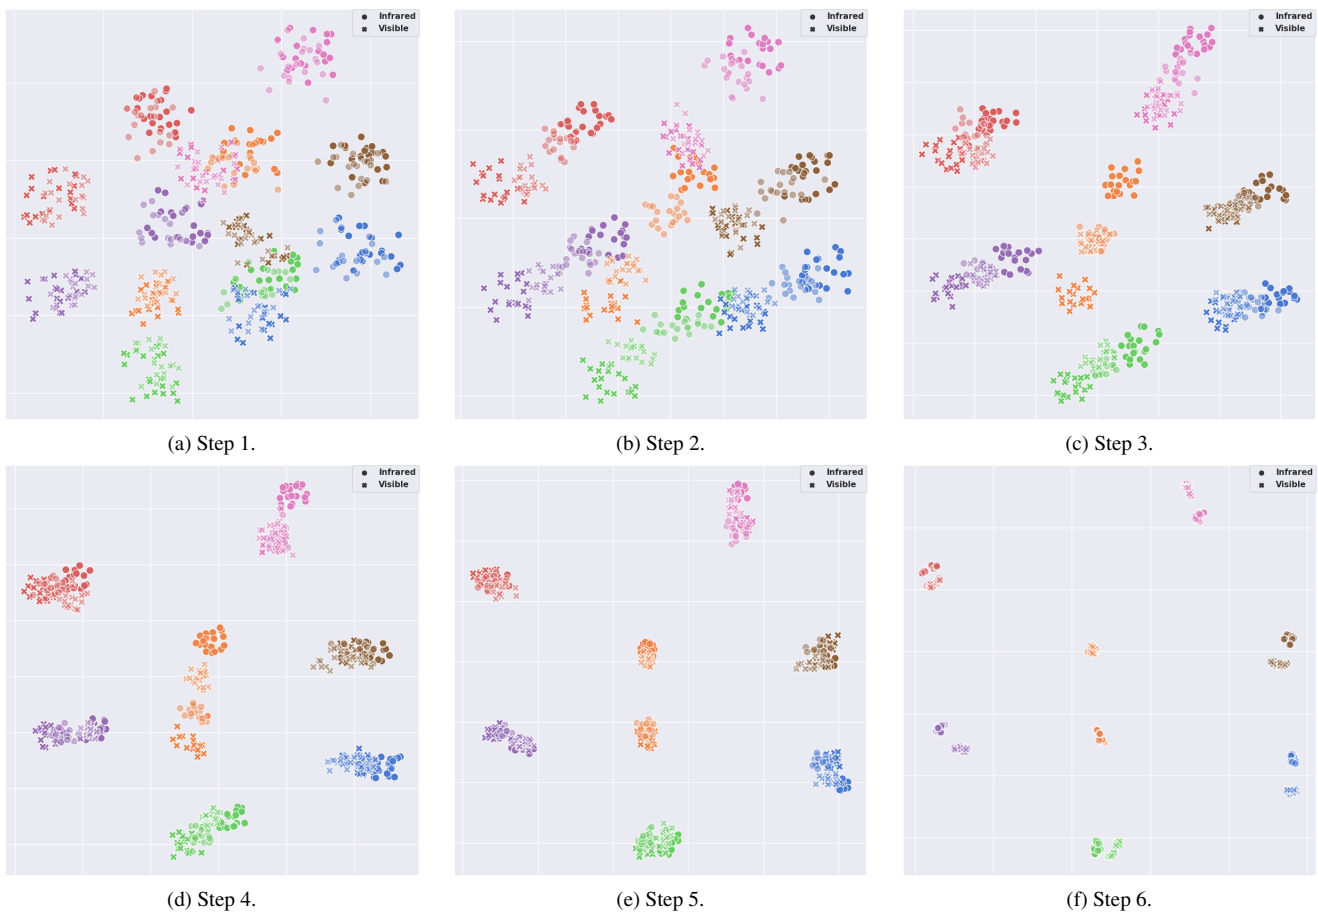 Infrared
Visible
Infrared
Visible
Infrared
Visible
(a) Step 1.
(b) Step 2.
(c) Step 3.
Infrared
Visible
Infrared
Visible
Infrared
Visible
(d) Step 4.
(e) Step 5.
(f) Step 6.